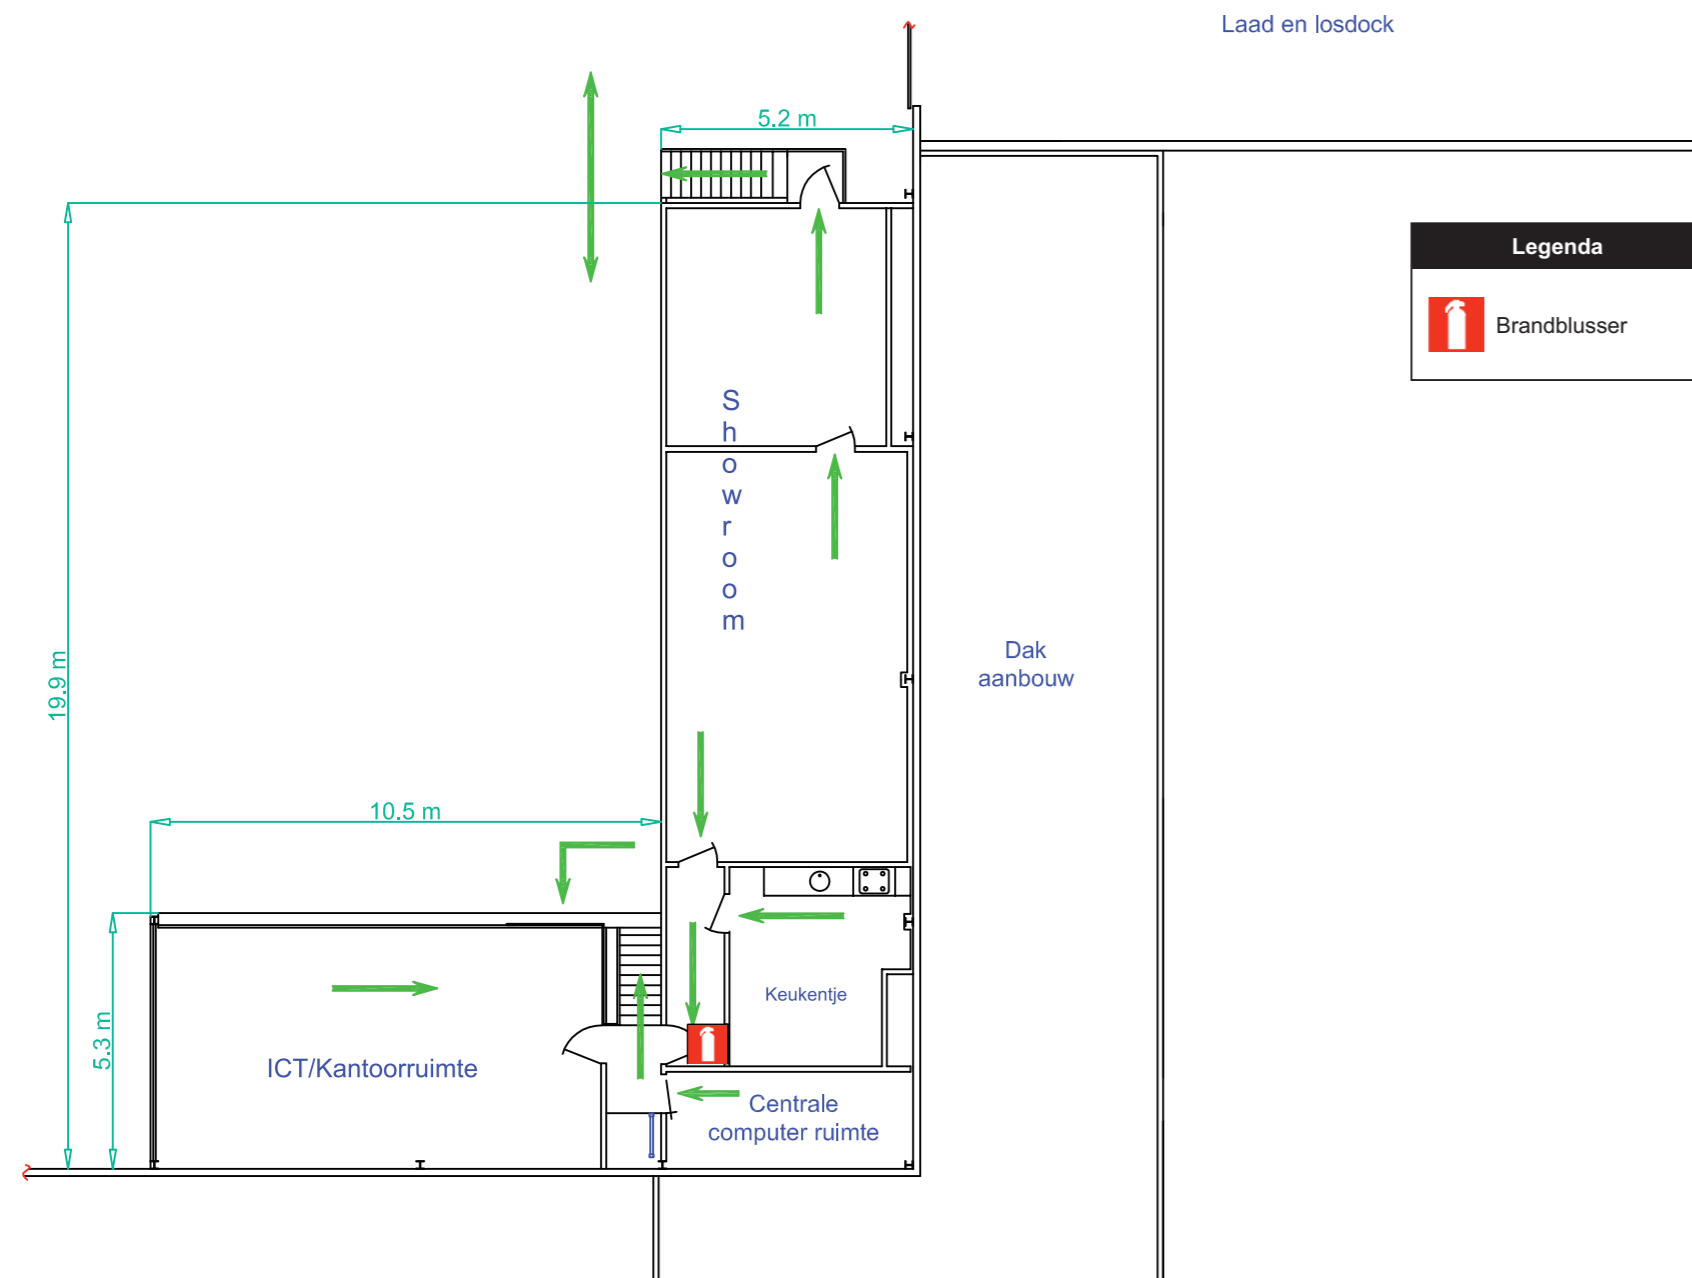 Laad en losdock
5.2 m
Legenda
Brandblusser
Showroom
19.9 m
Dak
aanbouw
10.5 m
5.3 m
Keukentje
ICT/Kantoorruimte
Centrale
computer ruimte